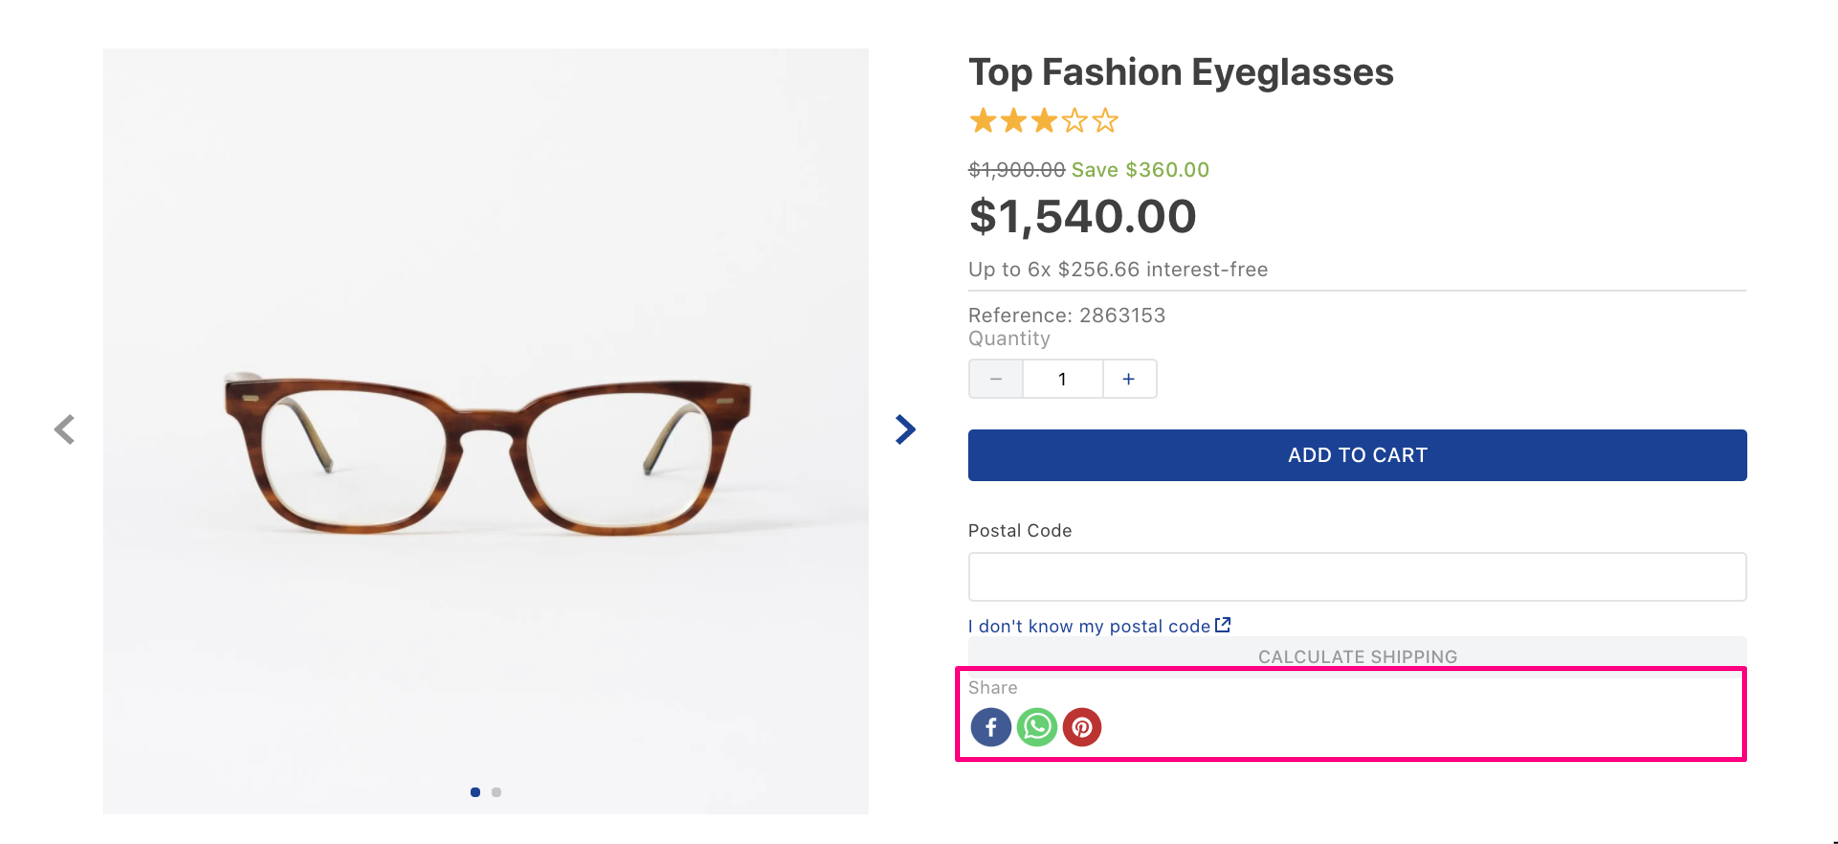 Top Fashion Eyeglasses
$1,900.00 Save $360.00
$1,540.00
Up to 6x $256.66 interest-free
Reference: 2863153
Quantity
− 1 +
ADD TO CART
Postal Code
I don't know my postal code
CALCULATE SHIPPING
Share